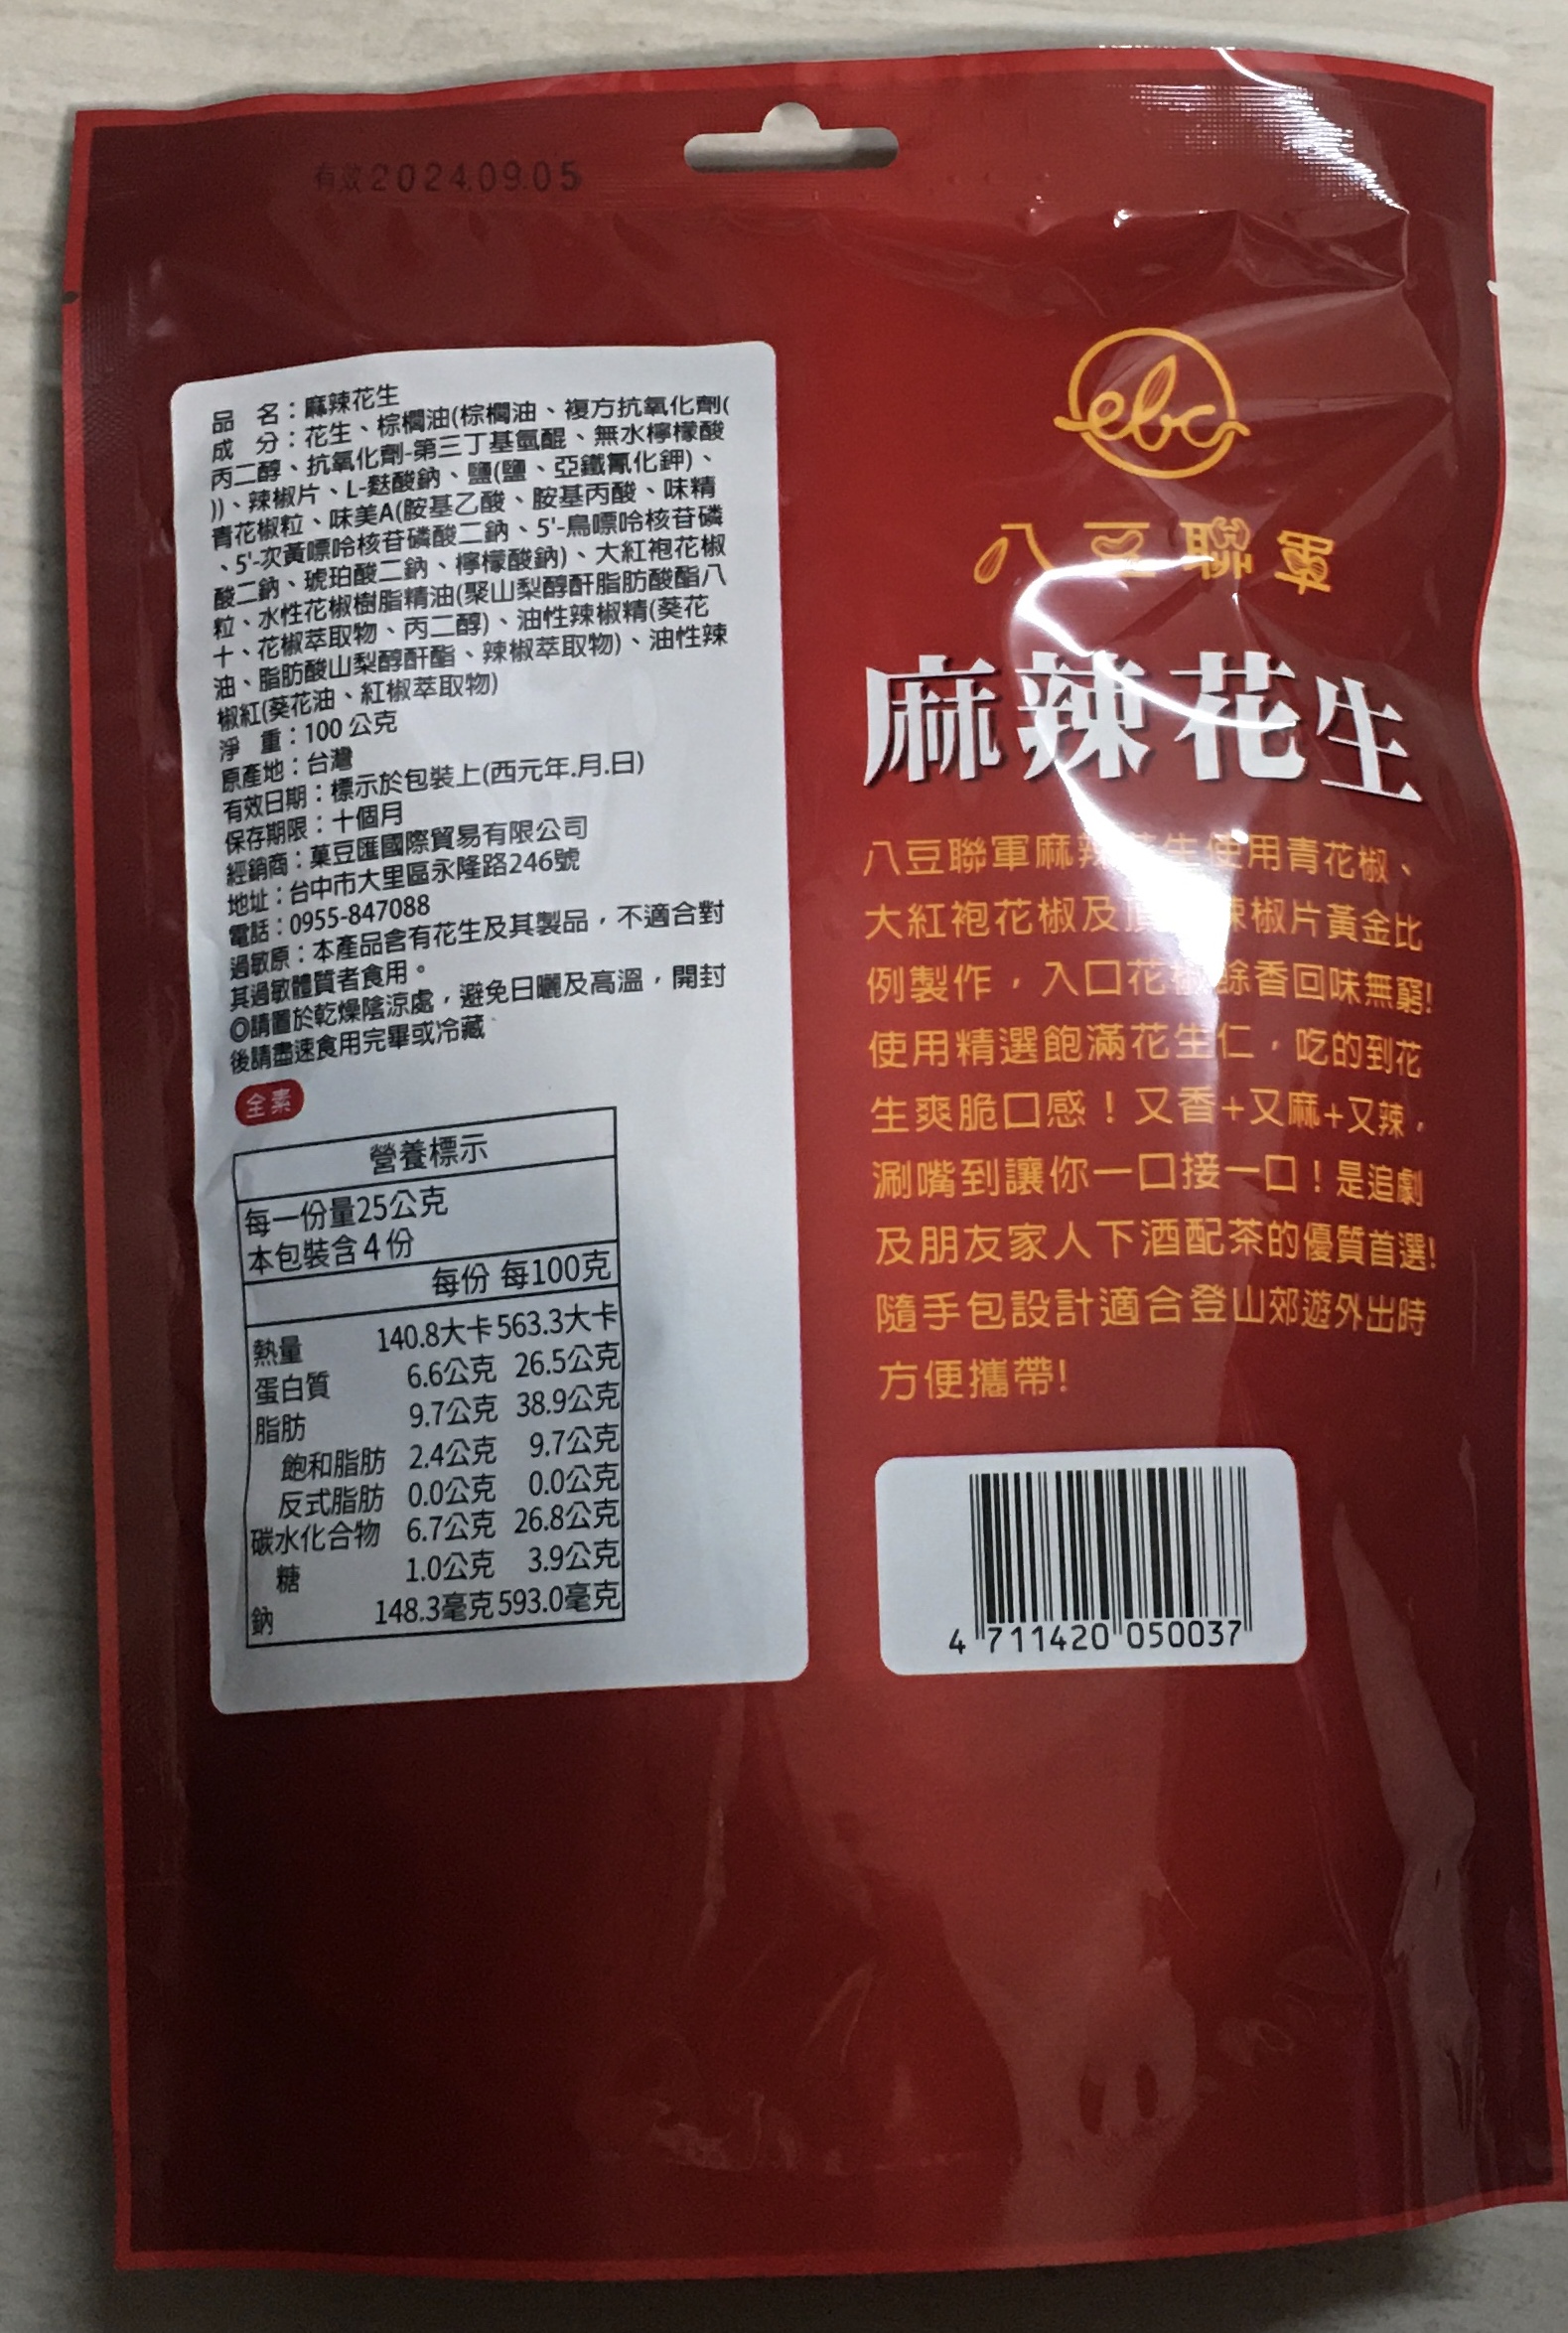 有效2024.09.05
品 名：麻辣花生
成 分：花生、棕櫚油(棕櫚油、複方抗氧化劑(
丙二醇、抗氧化劑-第三丁基氫醌、無水檸檬酸
))、辣椒片、L-麩酸鈉、鹽(鹽、亞鐵氰化鉀)、
青花椒粒、味美A(胺基乙酸、胺基丙酸、味精
、5'-次黃嘌呤核苷磷酸二鈉、5'-鳥嘌呤核苷磷
酸二鈉、琥珀酸二鈉、檸檬酸鈉)、大紅袍花椒
粒、水性花椒樹脂精油(聚山梨醇酐脂肪酸酯八
十、花椒萃取物、丙二醇)、油性辣椒精(葵花
油、脂肪酸山梨醇酐酯、辣椒萃取物)、油性辣
椒紅(葵花油、紅椒萃取物)
淨 重：100 公克
原產地：台灣
有效日期：標示於包裝上(西元年.月.日)
保存期限：十個月
經銷商：菓豆匯國際貿易有限公司
地址：台中市大里區永隆路246號
電話：0955-847088
過敏原：本產品含有花生及其製品，不適合對
其過敏體質者食用。
◎請置於乾燥陰涼處，避免日曬及高溫，開封
後請盡速食用完畢或冷藏
全素
營養標示
每一份量25公克
本包裝含4份
每份 每100克
熱量 140.8大卡 563.3大卡
蛋白質 6.6公克 26.5公克
脂肪 9.7公克 38.9公克
飽和脂肪 2.4公克 9.7公克
反式脂肪 0.0公克 0.0公克
碳水化合物 6.7公克 26.8公克
糖 1.0公克 3.9公克
鈉 148.3毫克 593.0毫克
ebc
八豆聯軍
麻辣花生
八豆聯軍麻辣花生使用青花椒、
大紅袍花椒及頂 辣椒片黃金比
例製作，入口花椒餘香回味無窮!
使用精選飽滿花生仁，吃的到花
生爽脆口感！又香+又麻+又辣，
涮嘴到讓你一口接一口！是追劇
及朋友家人下酒配茶的優質首選!
隨手包設計適合登山郊遊外出時
方便攜帶!
4 711420 050037